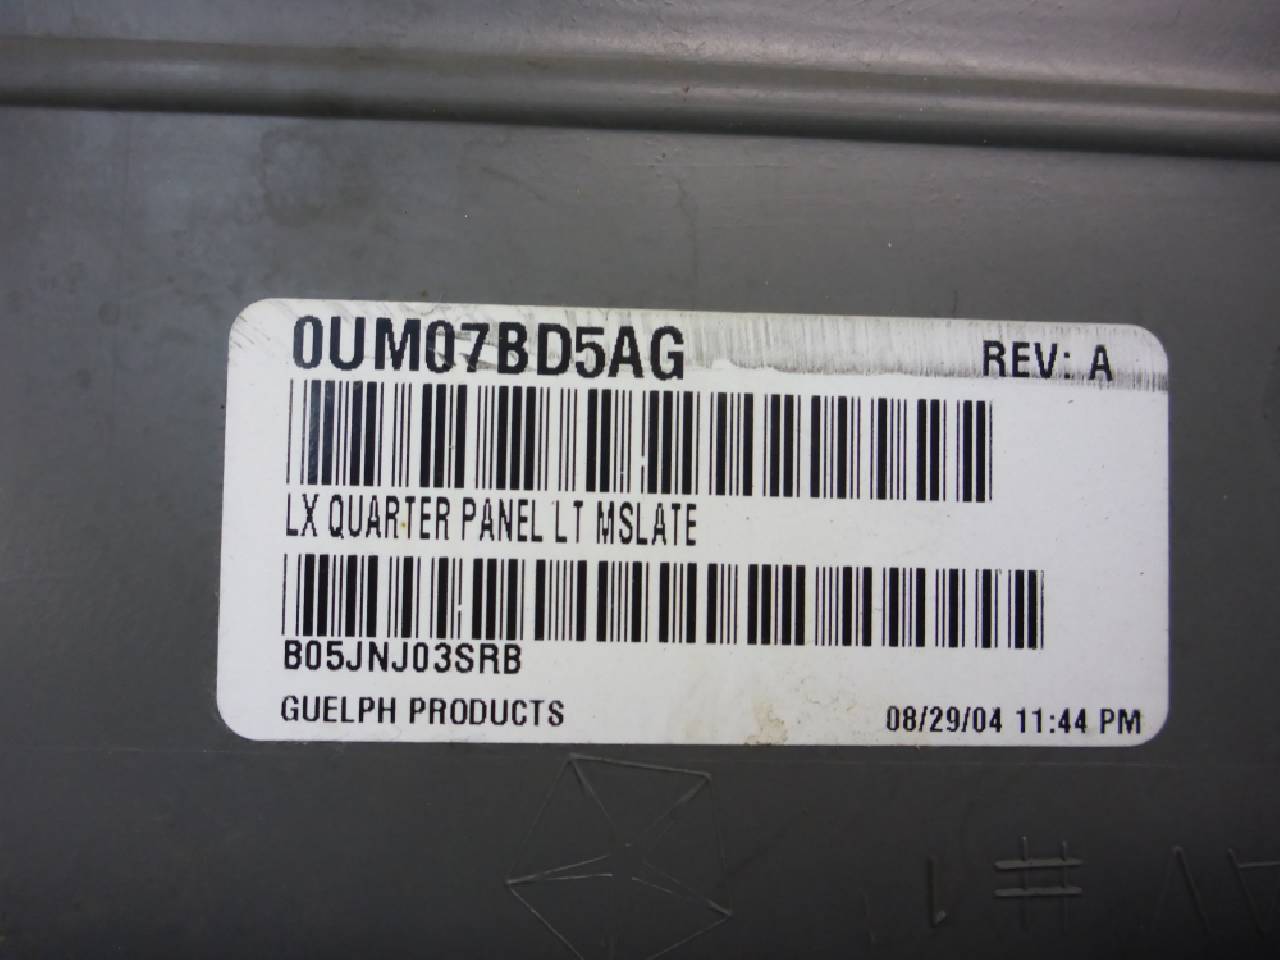 0UM07BD5AG
REV: A
LX QUARTER PANEL LT MSLATE
B05JNJ03SRB
GUELPH PRODUCTS
08/29/04 11:44 PM